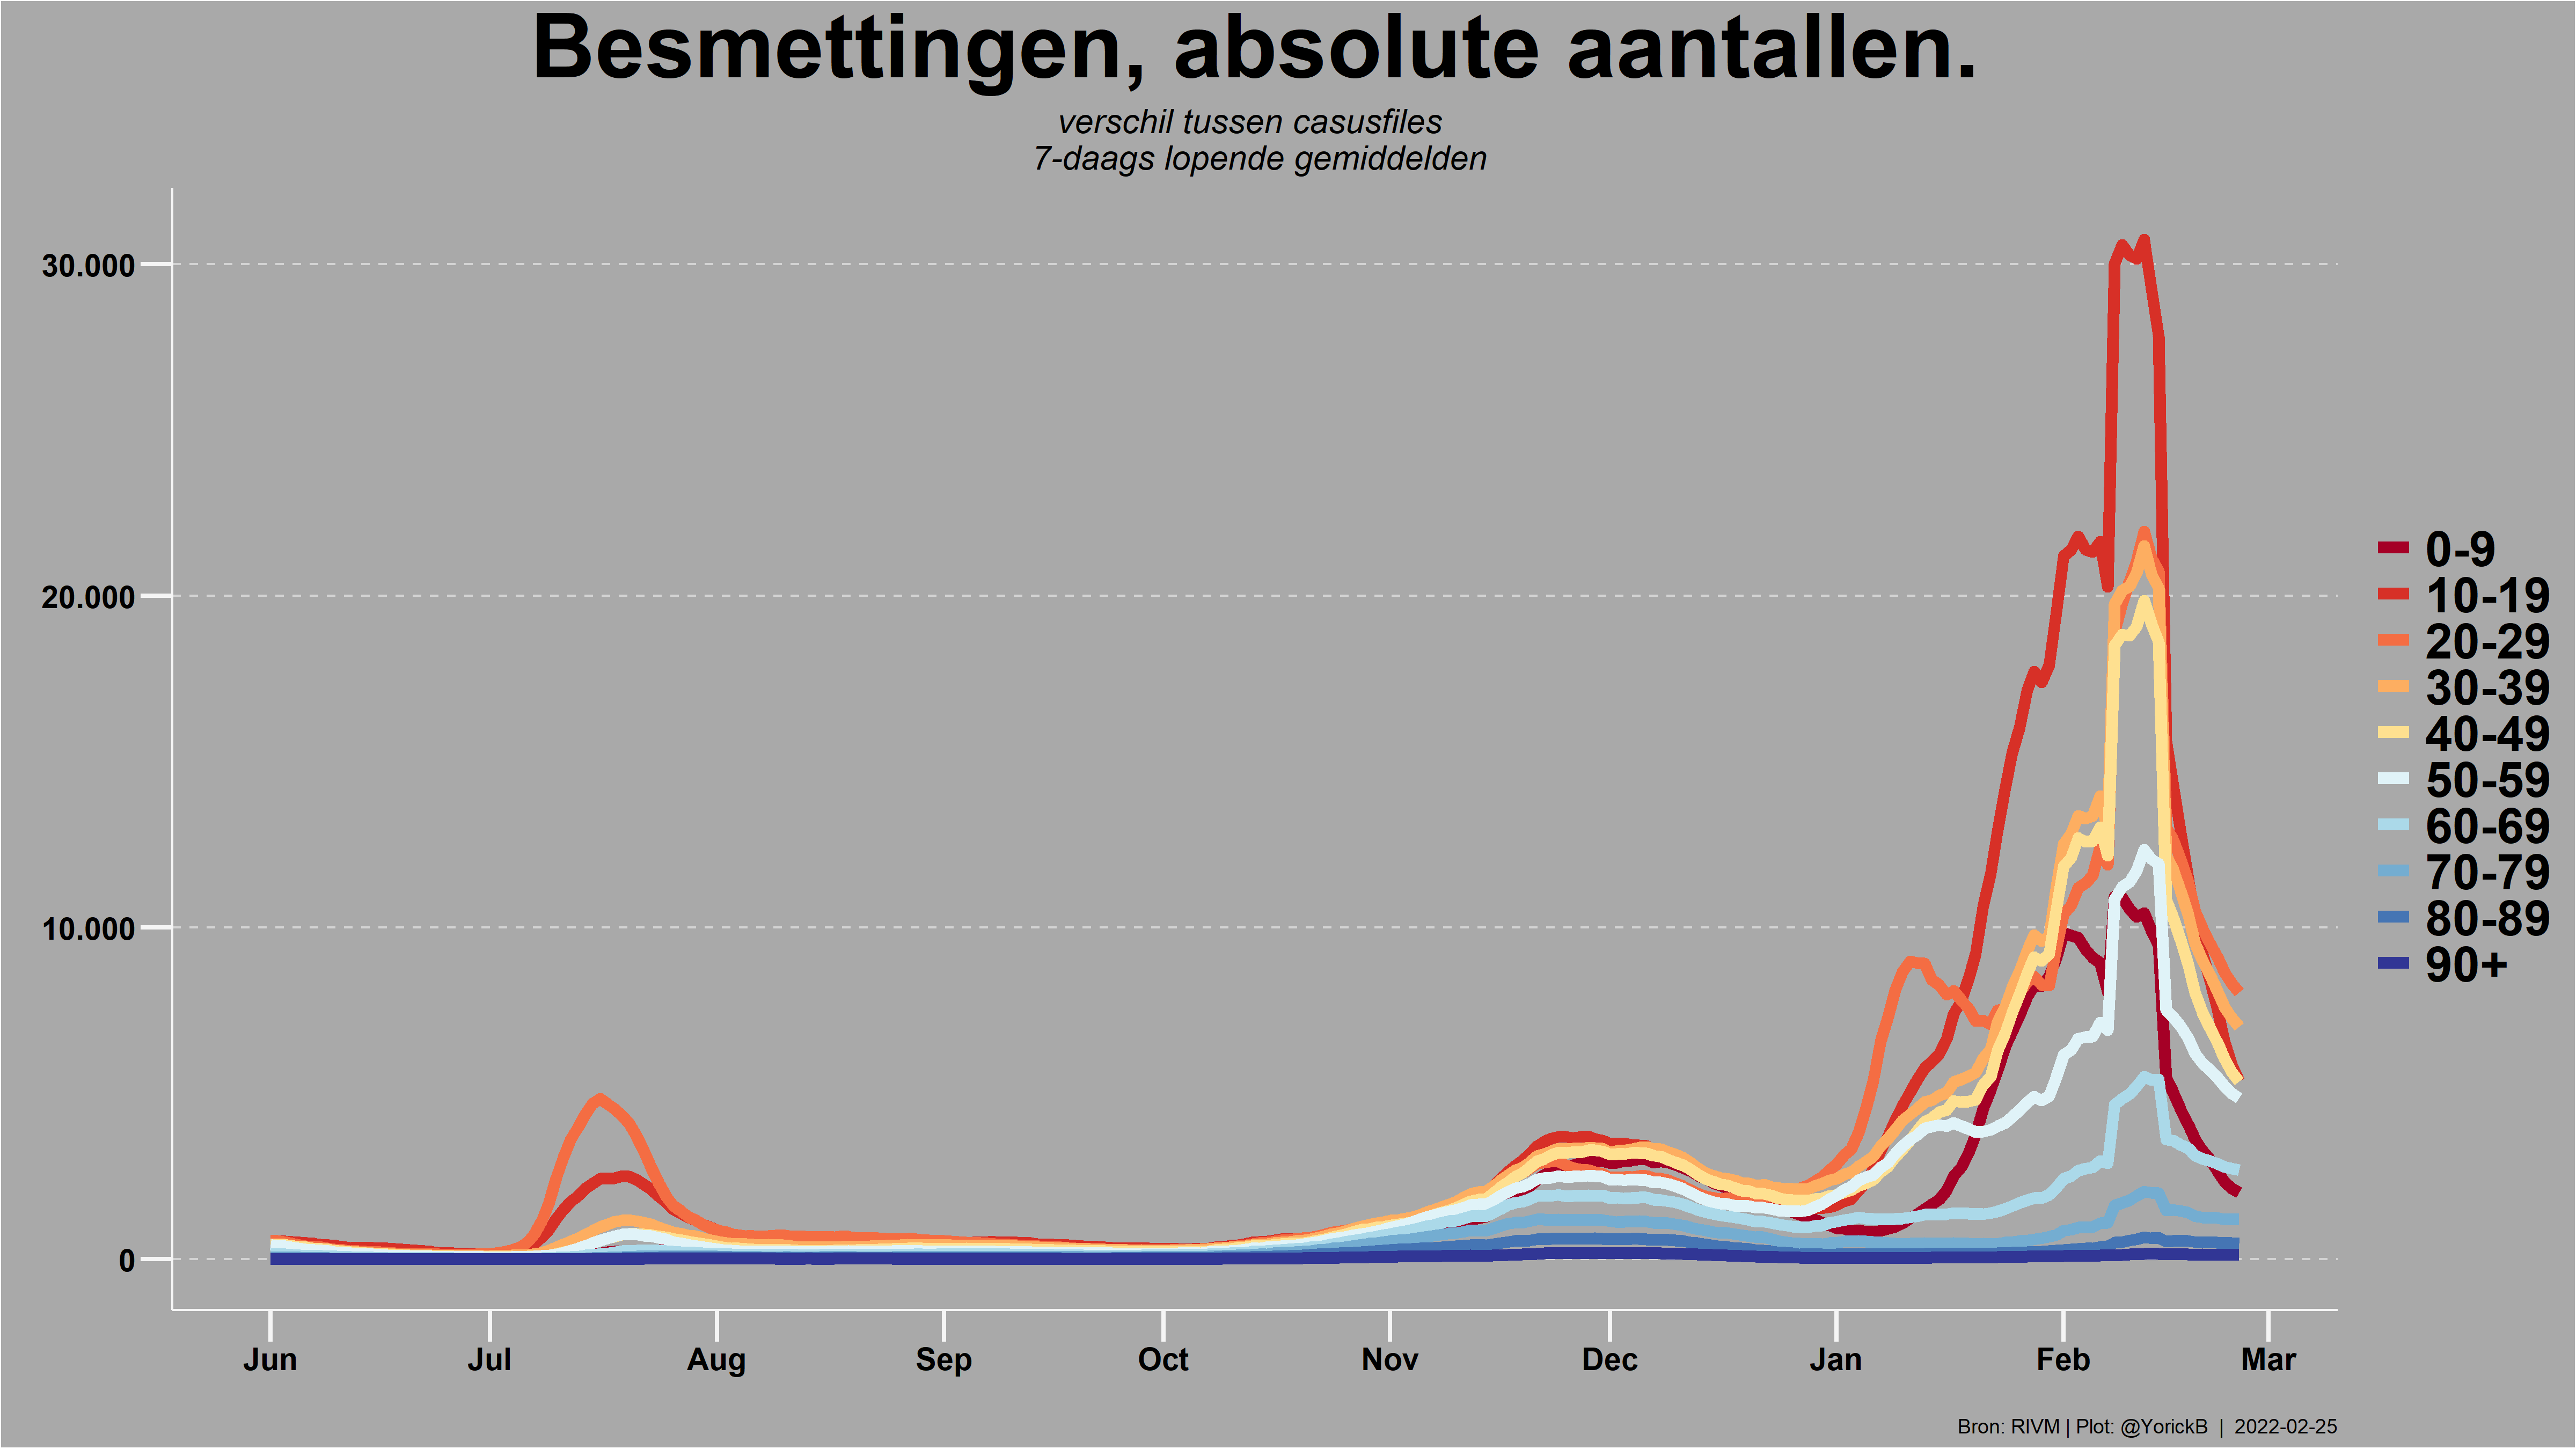 Besmettingen, absolute aantallen.
verschil tussen casusfiles
7-daags lopende gemiddelden
30.000
20.000
10.000
0
0-9
10-19
20-29
30-39
40-49
50-59
60-69
70-79
80-89
90+
Jun Jul Aug Sep Oct Nov Dec Jan Feb Mar
Bron: RIVM | Plot: @YorickB | 2022-02-25